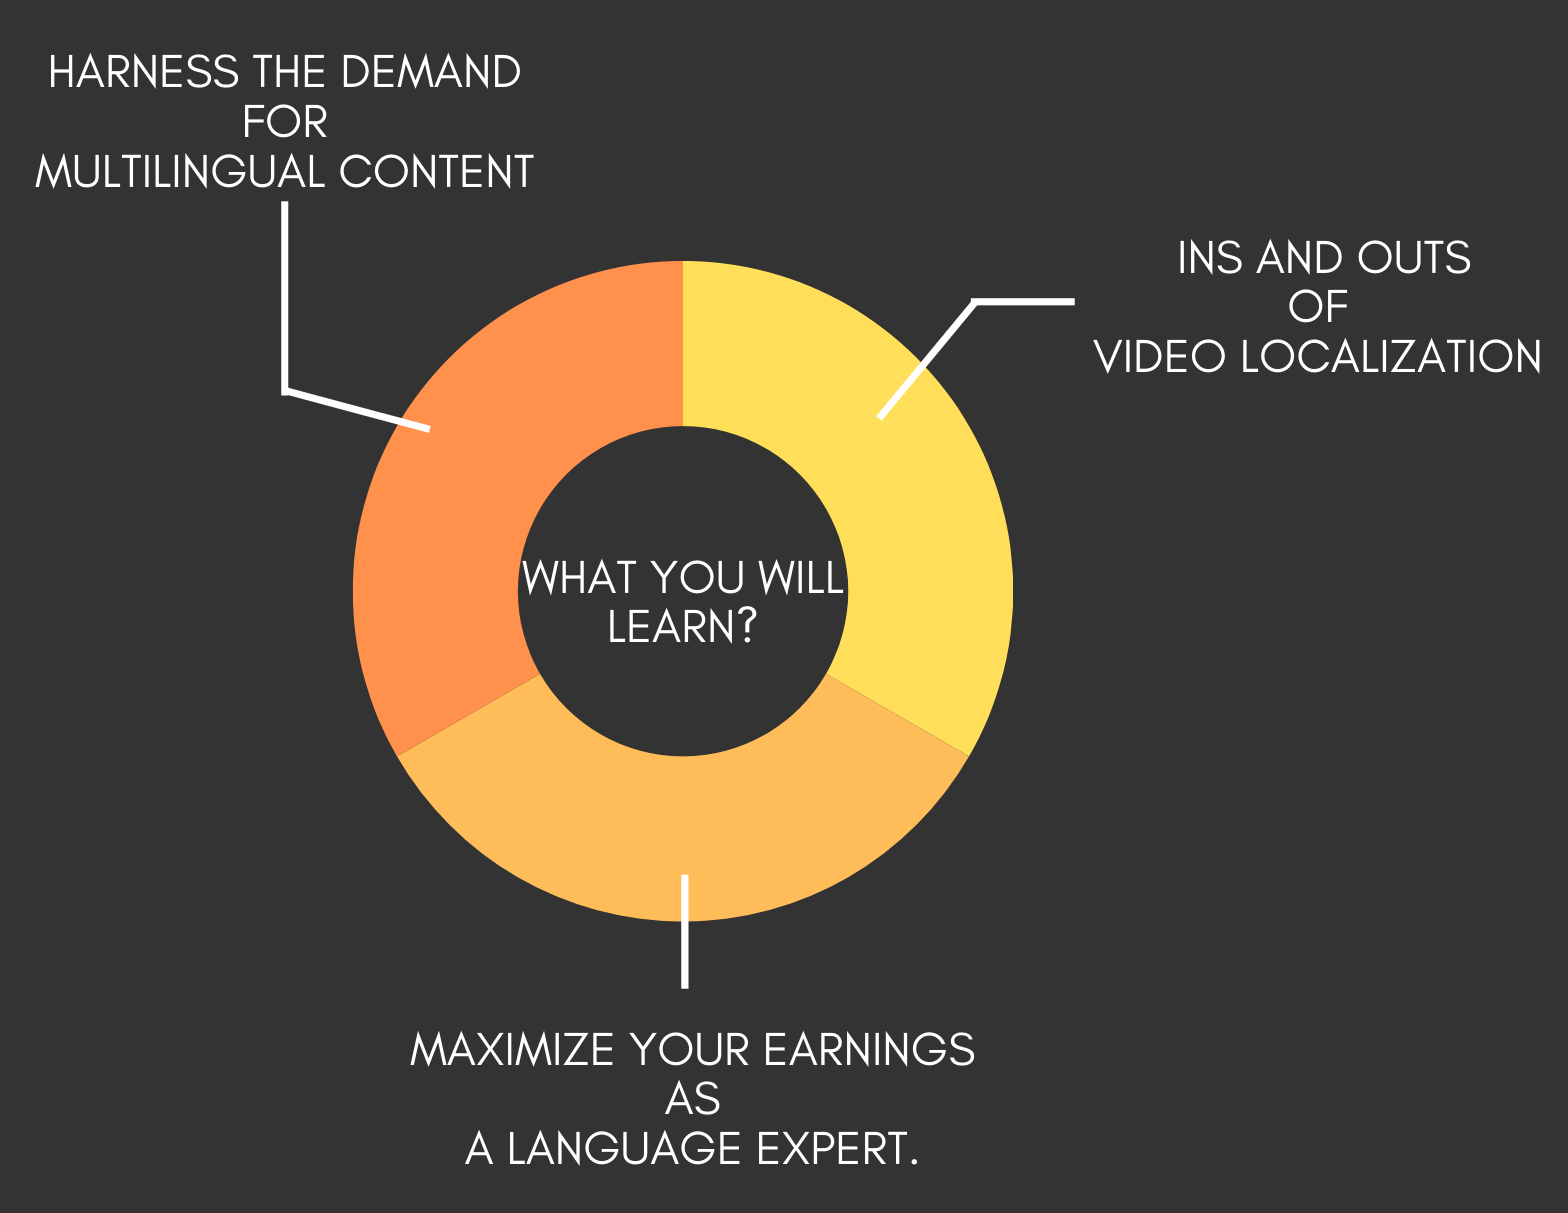 HARNESS THE DEMAND
FOR
MULTILINGUAL CONTENT
INS AND OUTS
OF
VIDEO LOCALIZATION
WHAT YOU WILL
LEARN?
MAXIMIZE YOUR EARNINGS
AS
A LANGUAGE EXPERT.